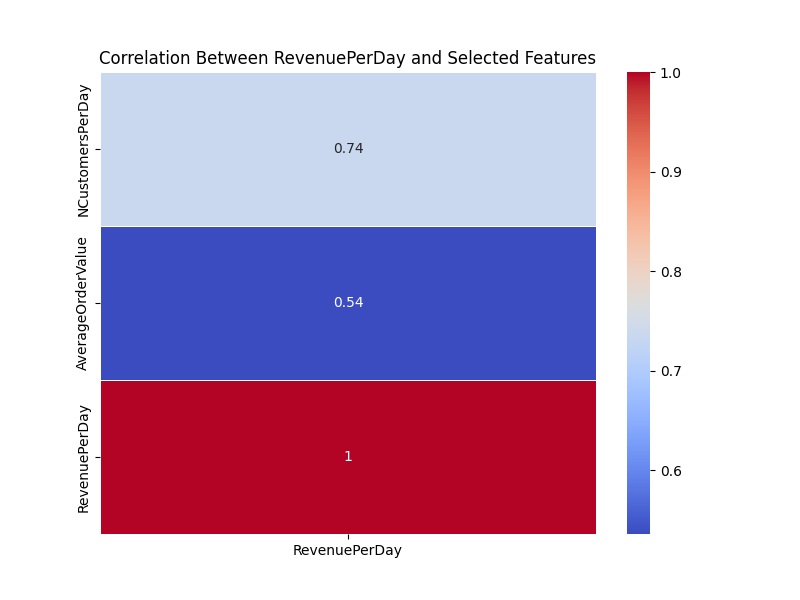 Correlation Between RevenuePerDay and Selected Features
NCustomersPerDay
0.74
AverageOrderValue
0.54
RevenuePerDay
1
RevenuePerDay
1.0
0.9
0.8
0.7
0.6